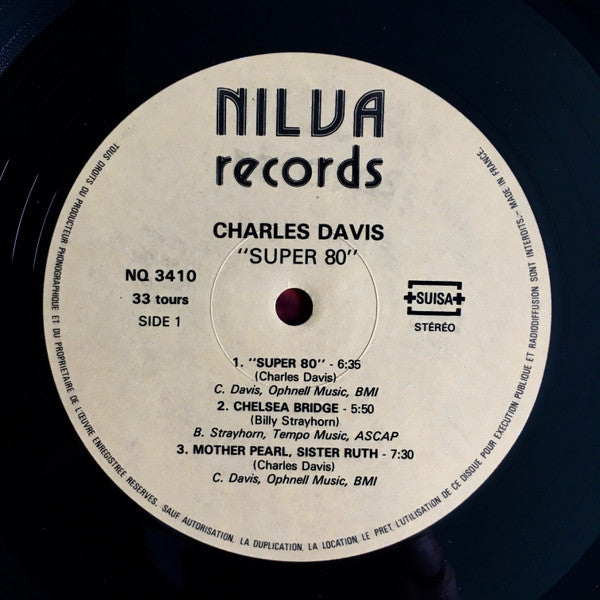 NILVA
records
CHARLES DAVIS
"SUPER 80"
NQ 3410
33 tours
SIDE 1
SUISA
STÉRÉO
1. "SUPER 80" - 6:35
(Charles Davis)
C. Davis, Ophnell Music, BMI
2. CHELSEA BRIDGE - 5:50
(Billy Strayhorn)
B. Strayhorn, Tempo Music, ASCAP
3. MOTHER PEARL, SISTER RUTH - 7:30
(Charles Davis)
C. Davis, Ophnell Music, BMI
TOUS DROITS DU PRODUCTEUR PHONOGRAPHIQUE ET DU PROPRIETAIRE DE L'ŒUVRE ENREGISTREE RESERVES. SAUF AUTORISATION, LA DUPLICATION, LA LOCATION, LE PRET, L'UTILISATION DE CE DISQUE POUR EXECUTION PUBLIQUE ET RADIODIFFUSION SONT INTERDITS. - MADE IN FRANCE.